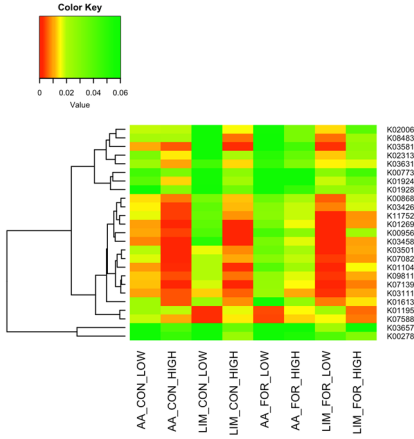 Color Key
0 0.02 0.04 0.06
Value
K02006
K08483
K03581
K02313
K03631
K00773
K01924
K01928
K00868
K03426
K11752
K01269
K00956
K03458
K03501
K07082
K01104
K09811
K07139
K03111
K01613
K01195
K07588
K03657
K00278
AA_CON_LOW
AA_CON_HIGH
LIM_CON_LOW
LIM_CON_HIGH
AA_FOR_LOW
AA_FOR_HIGH
LIM_FOR_LOW
LIM_FOR_HIGH